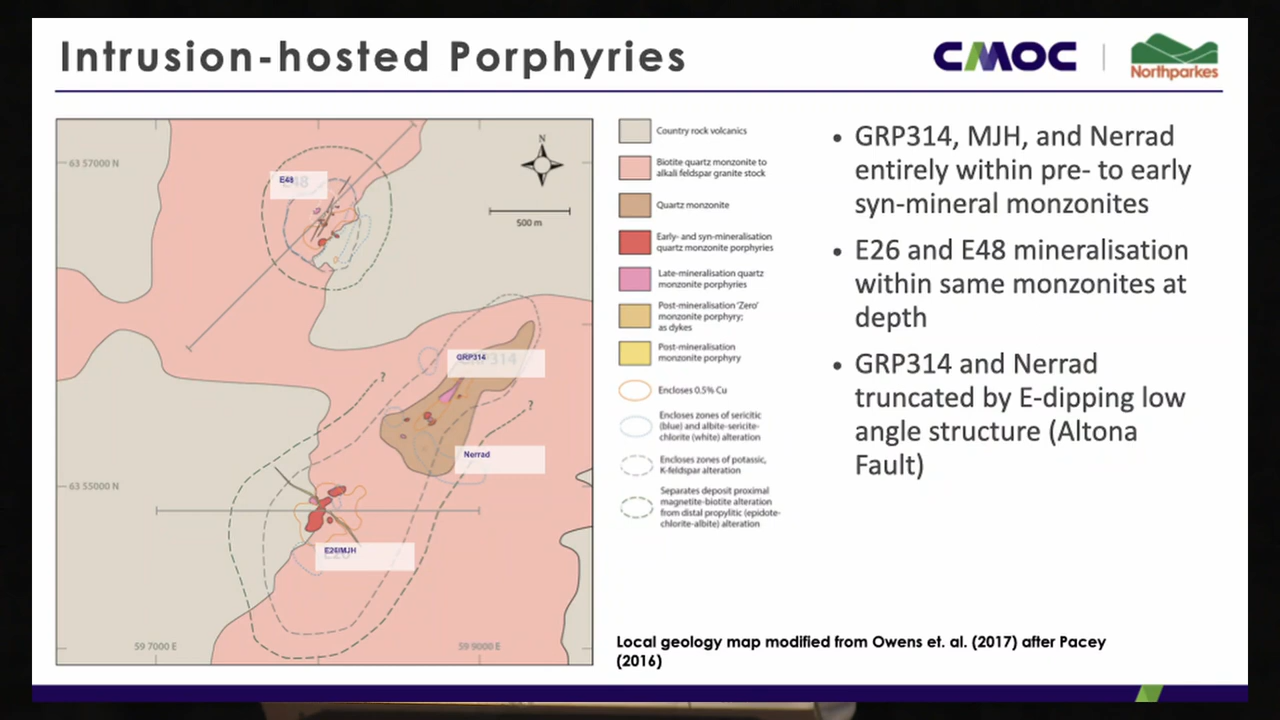 Intrusion-hosted Porphyries
CMOC
Northparkes
63 57000 N
E48
N
500 m
GRP314
?
?
Nerrad
63 55000 N
E26/MJH
59 7000 E
59 9000 E
Country rock volcanics
Biotite quartz monzonite to
alkali feldspar granite stock
Quartz monzonite
Early- and syn-mineralisation
quartz monzonite porphyries
Late-mineralisation quartz
monzonite porphyries
Post-mineralisation 'Zero'
monzonite porphyry;
as dykes
Post-mineralisation
monzonite porphyry
Encloses 0.5% Cu
Encloses zones of sericitic
(blue) and albite-sericite-
chlorite (white) alteration
Encloses zones of potassic,
K-feldspar alteration
Separates deposit proximal
magnetite-biotite alteration
from distal propylitic (epidote-
chlorite-albite) alteration
• GRP314, MJH, and Nerrad
entirely within pre- to early
syn-mineral monzonites
• E26 and E48 mineralisation
within same monzonites at
depth
• GRP314 and Nerrad
truncated by E-dipping low
angle structure (Altona
Fault)
Local geology map modified from Owens et. al. (2017) after Pacey
(2016)